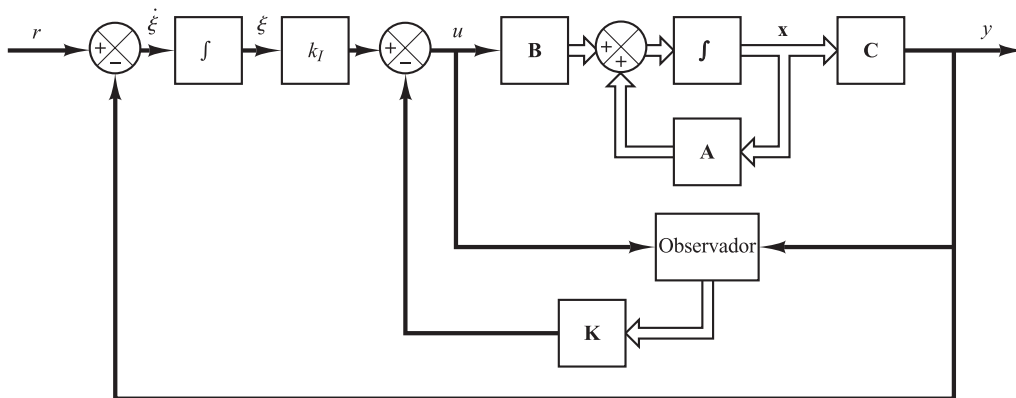 r
+
−
ξ̇
∫
ξ
k_I
+
−
u
B
+
+
∫
x
C
y
A
Observador
K